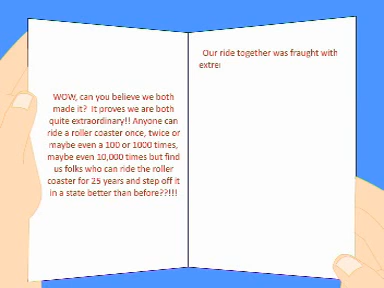 WOW, can you believe we both
made it? It proves we are both
quite extraordinary!! Anyone can
ride a roller coaster once, twice or
maybe even a 100 or 1000 times,
maybe even 10,000 times but find
us folks who can ride the roller
coaster for 25 years and step off it
in a state better than before??!!!
Our ride together was fraught with
extrei